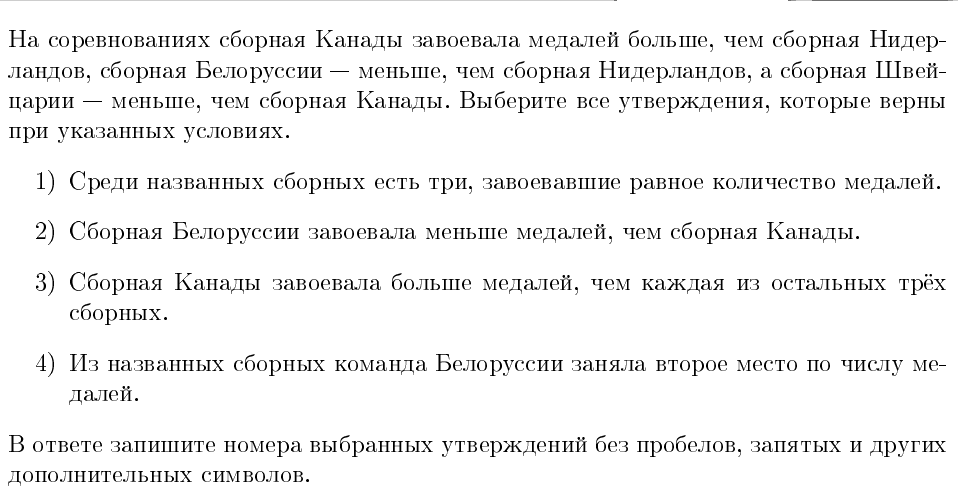 На соревнованиях сборная Канады завоевала медалей больше, чем сборная Нидер-
ландов, сборная Белоруссии — меньше, чем сборная Нидерландов, а сборная Швей-
царии — меньше, чем сборная Канады. Выберите все утверждения, которые верны
при указанных условиях.
1) Среди названных сборных есть три, завоевавшие равное количество медалей.
2) Сборная Белоруссии завоевала меньше медалей, чем сборная Канады.
3) Сборная Канады завоевала больше медалей, чем каждая из остальных трёх
сборных.
4) Из названных сборных команда Белоруссии заняла второе место по числу ме-
далей.
В ответе запишите номера выбранных утверждений без пробелов, запятых и других
дополнительных символов.